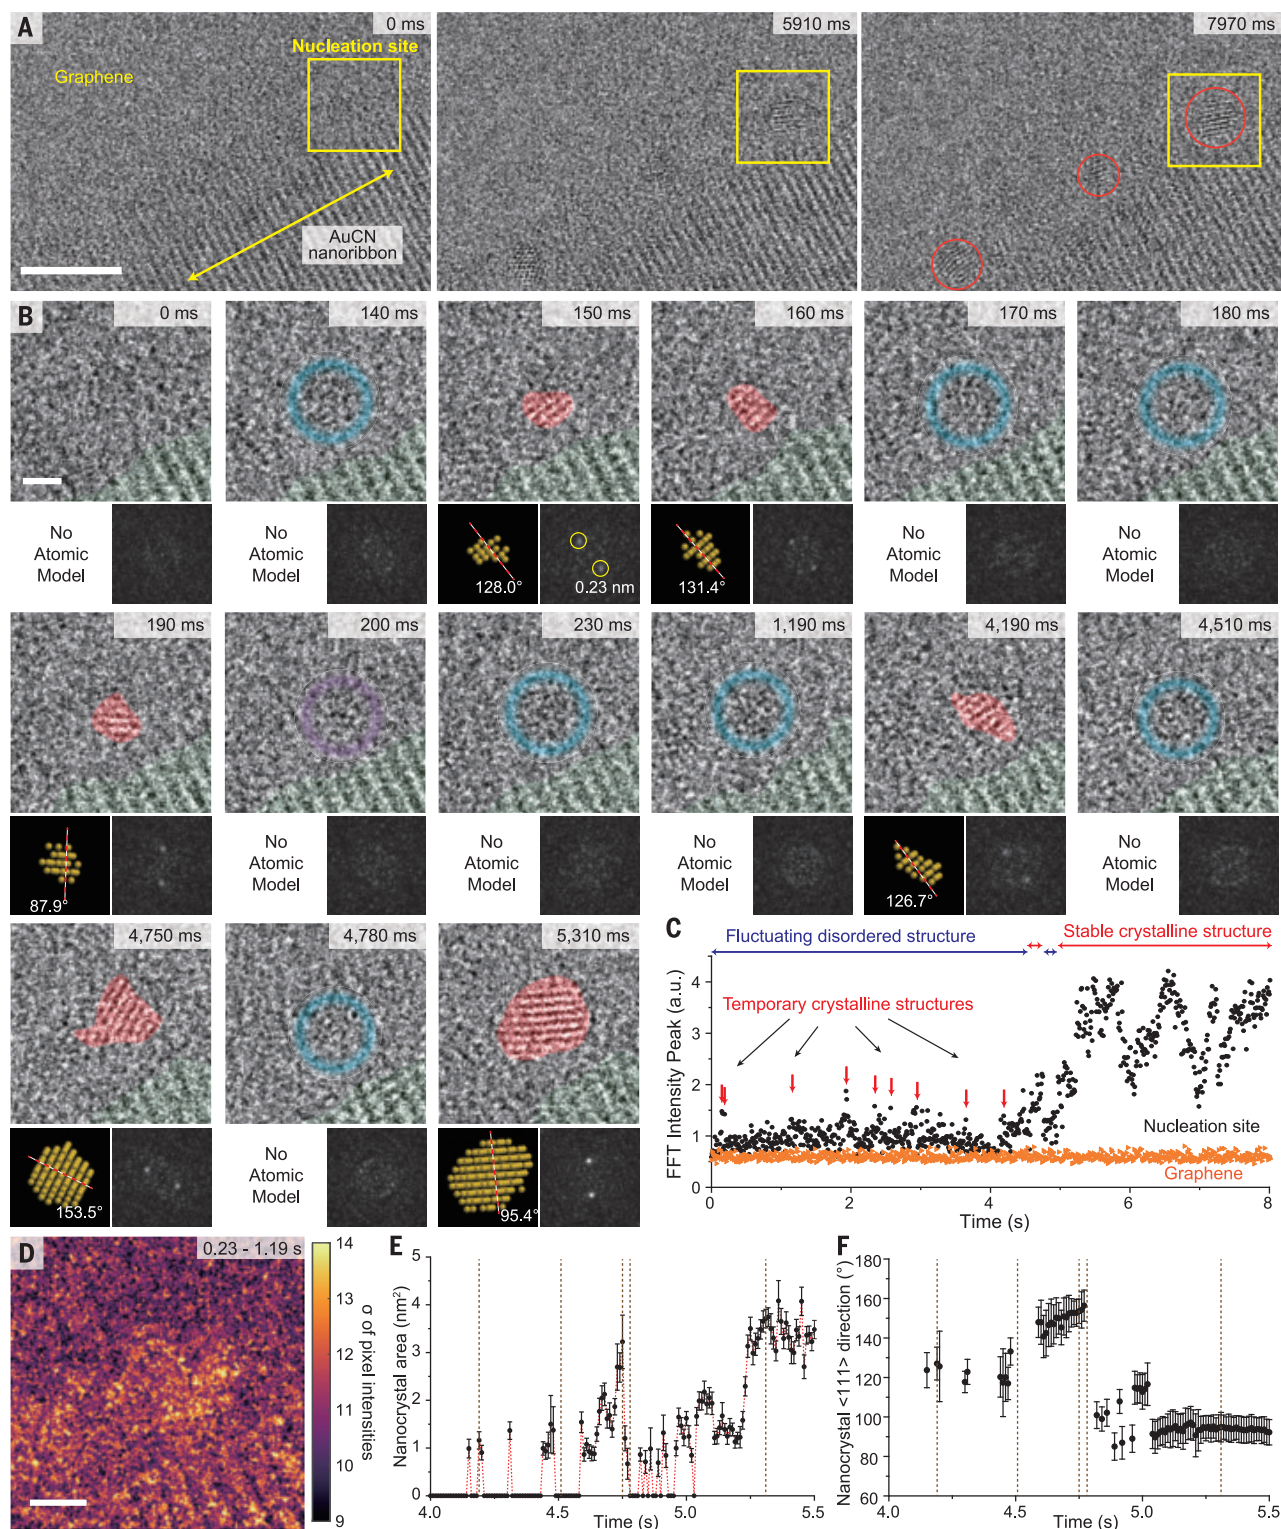 A
0 ms
Nucleation site
Graphene
AuCN
nanoribbon
5910 ms
7970 ms
B
0 ms
140 ms
150 ms
160 ms
170 ms
180 ms
No
Atomic
Model
No
Atomic
Model
128.0°
0.23 nm
131.4°
No
Atomic
Model
No
Atomic
Model
190 ms
200 ms
230 ms
1,190 ms
4,190 ms
4,510 ms
87.9°
No
Atomic
Model
No
Atomic
Model
No
Atomic
Model
126.7°
No
Atomic
Model
4,750 ms
4,780 ms
5,310 ms
153.5°
No
Atomic
Model
95.4°
C
Fluctuating disordered structure
Stable crystalline structure
Temporary crystalline structures
Nucleation site
Graphene
FFT Intensity Peak (a.u.)
4
3
2
1
0
0
2
4
6
8
Time (s)
D
0.23 - 1.19 s
14
13
12
11
10
9
σ of pixel intensities
E
Nanocrystal area (nm²)
5
4
3
2
1
0
4.0
4.5
5.0
5.5
Time (s)
F
Nanocrystal <111> direction (°)
180
160
140
120
100
80
60
4.0
4.5
5.0
5.5
Time (s)